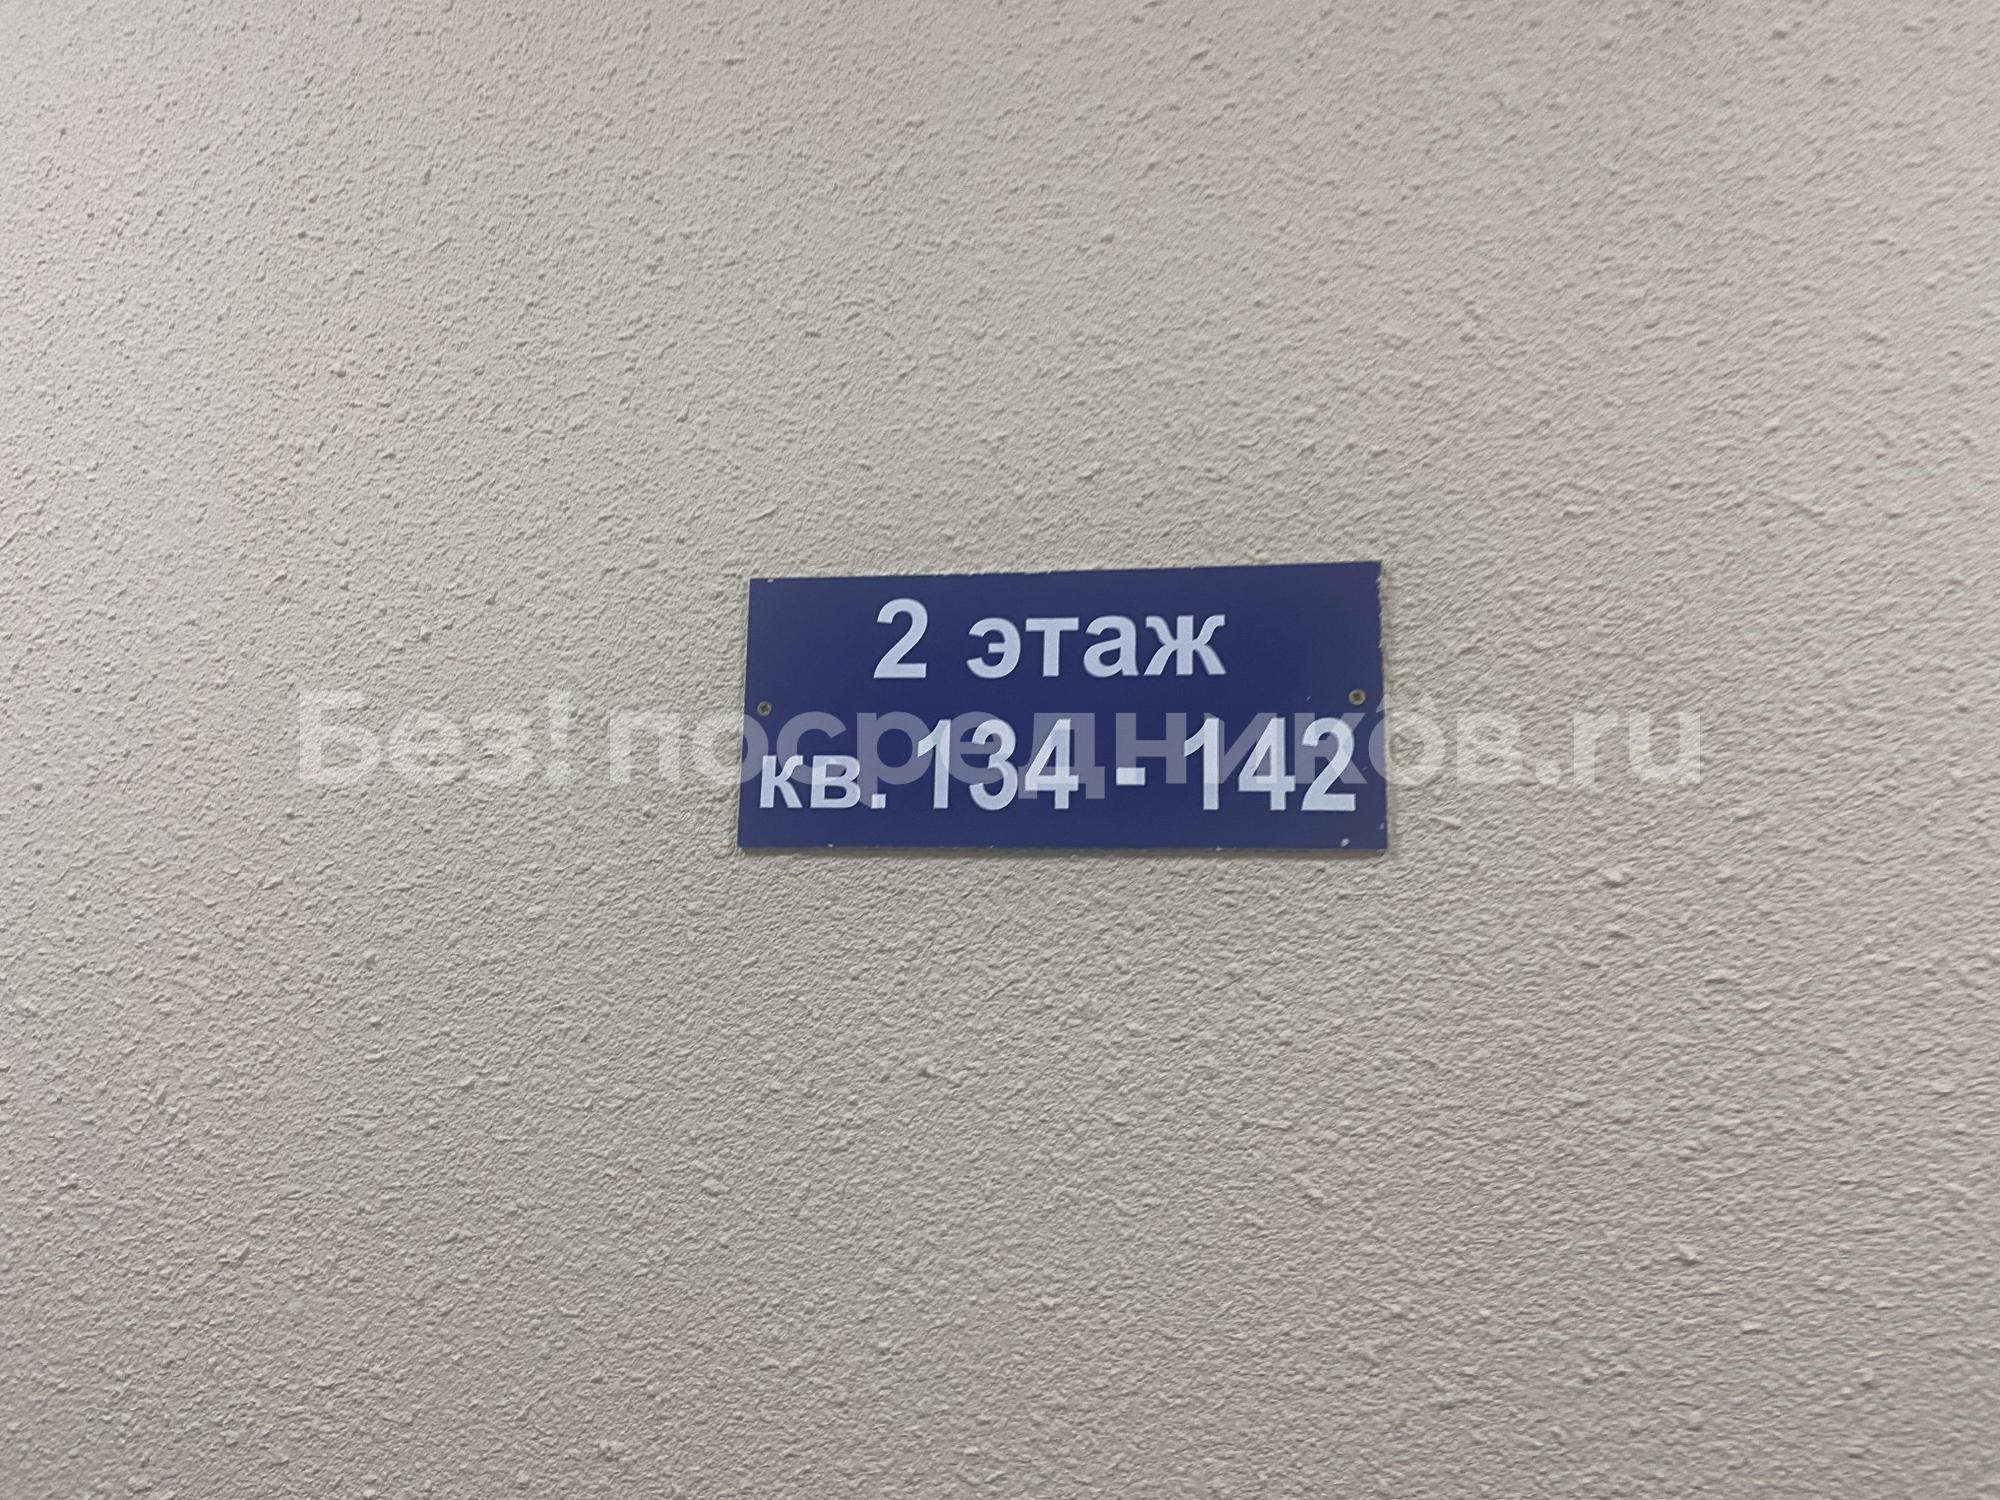 2 этаж
кв. 134 - 142
Без|посредников.ru